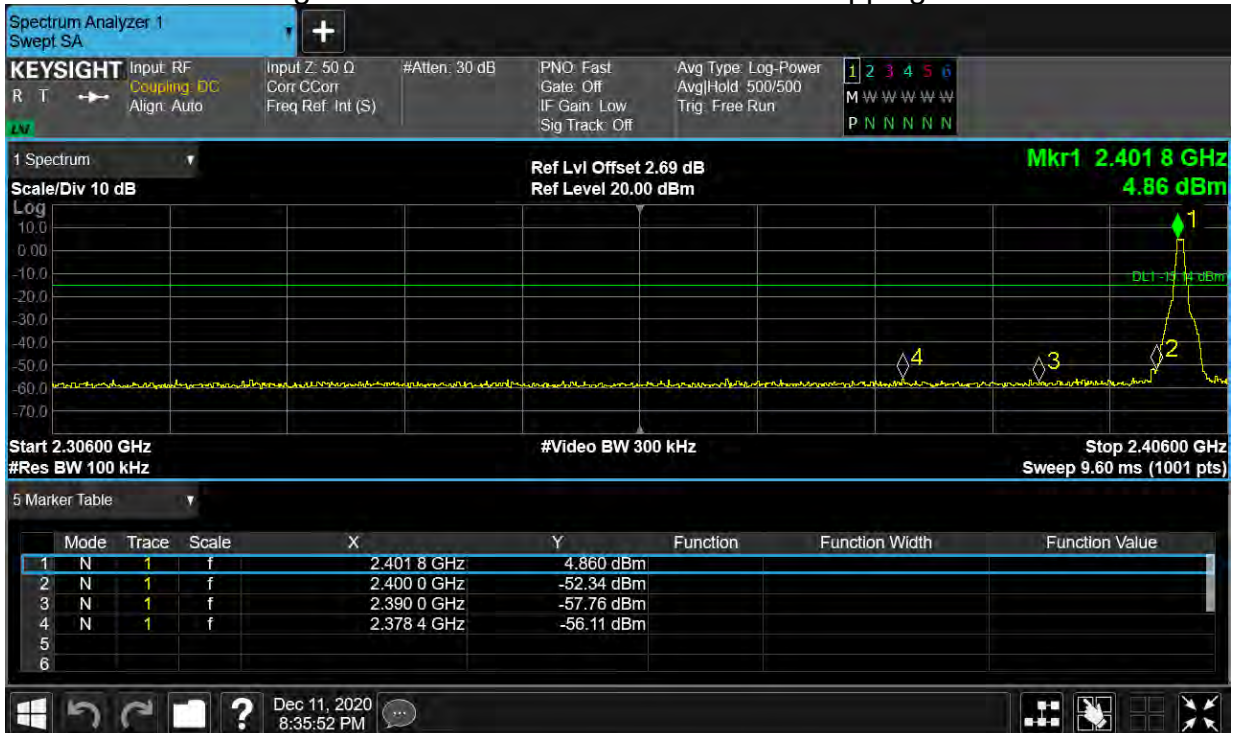 Spectrum Analyzer 1
Swept SA
+
KEYSIGHT Input: RF Input Z: 50 Ω #Atten: 30 dB PNO: Fast Avg Type: Log-Power 1 2 3 4 5 6
R T Coupling: DC Corr CCorr Gate: Off Avg|Hold: 500/500 M W W W W W
Align: Auto Freq Ref: Int (S) IF Gain: Low Trig: Free Run
LXI Sig Track: Off P N N N N N N
1 Spectrum Ref Lvl Offset 2.69 dB Mkr1 2.401 8 GHz
Scale/Div 10 dB Ref Level 20.00 dBm 4.86 dBm
Log
10.0 1
0.00
-10.0 DL1 -15.14 dBm
-20.0
-30.0
-40.0
-50.0 4 3 2
-60.0
-70.0
Start 2.30600 GHz #Video BW 300 kHz Stop 2.40600 GHz
#Res BW 100 kHz Sweep 9.60 ms (1001 pts)
5 Marker Table
Mode Trace Scale X Y Function Function Width Function Value
1 N 1 f 2.401 8 GHz 4.860 dBm
2 N 1 f 2.400 0 GHz -52.34 dBm
3 N 1 f 2.390 0 GHz -57.76 dBm
4 N 1 f 2.378 4 GHz -56.11 dBm
5
6
? Dec 11, 2020
8:35:52 PM